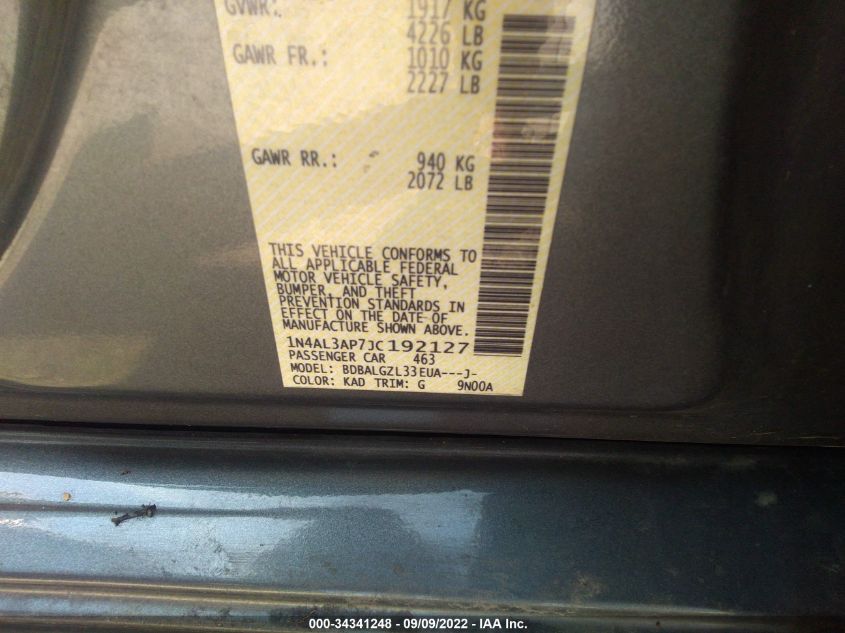 GVWR: 1917 KG
4226 LB
GAWR FR.: 1010 KG
2227 LB
GAWR RR.: 940 KG
2072 LB
THIS VEHICLE CONFORMS TO
ALL APPLICABLE FEDERAL
MOTOR VEHICLE SAFETY,
BUMPER, AND THEFT
PREVENTION STANDARDS IN
EFFECT ON THE DATE OF
MANUFACTURE SHOWN ABOVE.
1N4AL3AP7JC192127
PASSENGER CAR 463
MODEL: BDBALGZL33EUA---J-
COLOR: KAD TRIM: G 9N00A
000-34341248 - 09/09/2022 - IAA Inc.